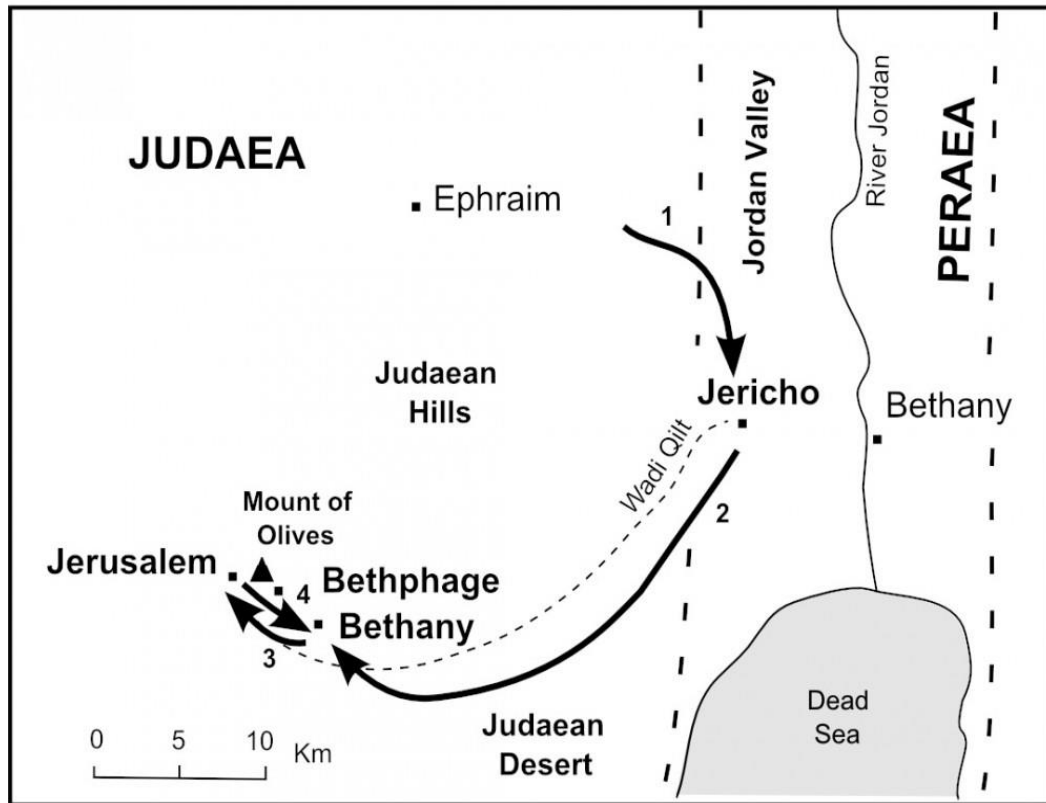 JUDAEA
Ephraim
1
Jordan Valley
River Jordan
PERAEA
Judaean
Hills
Jericho
Bethany
Wadi Qilt
2
Mount of
Olives
Jerusalem
4
Bethphage
Bethany
3
Judaean
Desert
Dead
Sea
0 5 10 Km